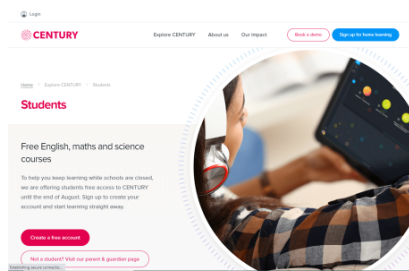 Login
CENTURY
Explore CENTURY About us Our impact Book a demo Sign up for home learning
Home > Explore CENTURY > Students
Students
Free English, maths and science
courses
To help you keep learning while schools are closed,
we are offering students free access to CENTURY
until the end of August. Sign up to create your
account and start learning straight away.
Create a free account
Not a student? Visit our parent & guardian page